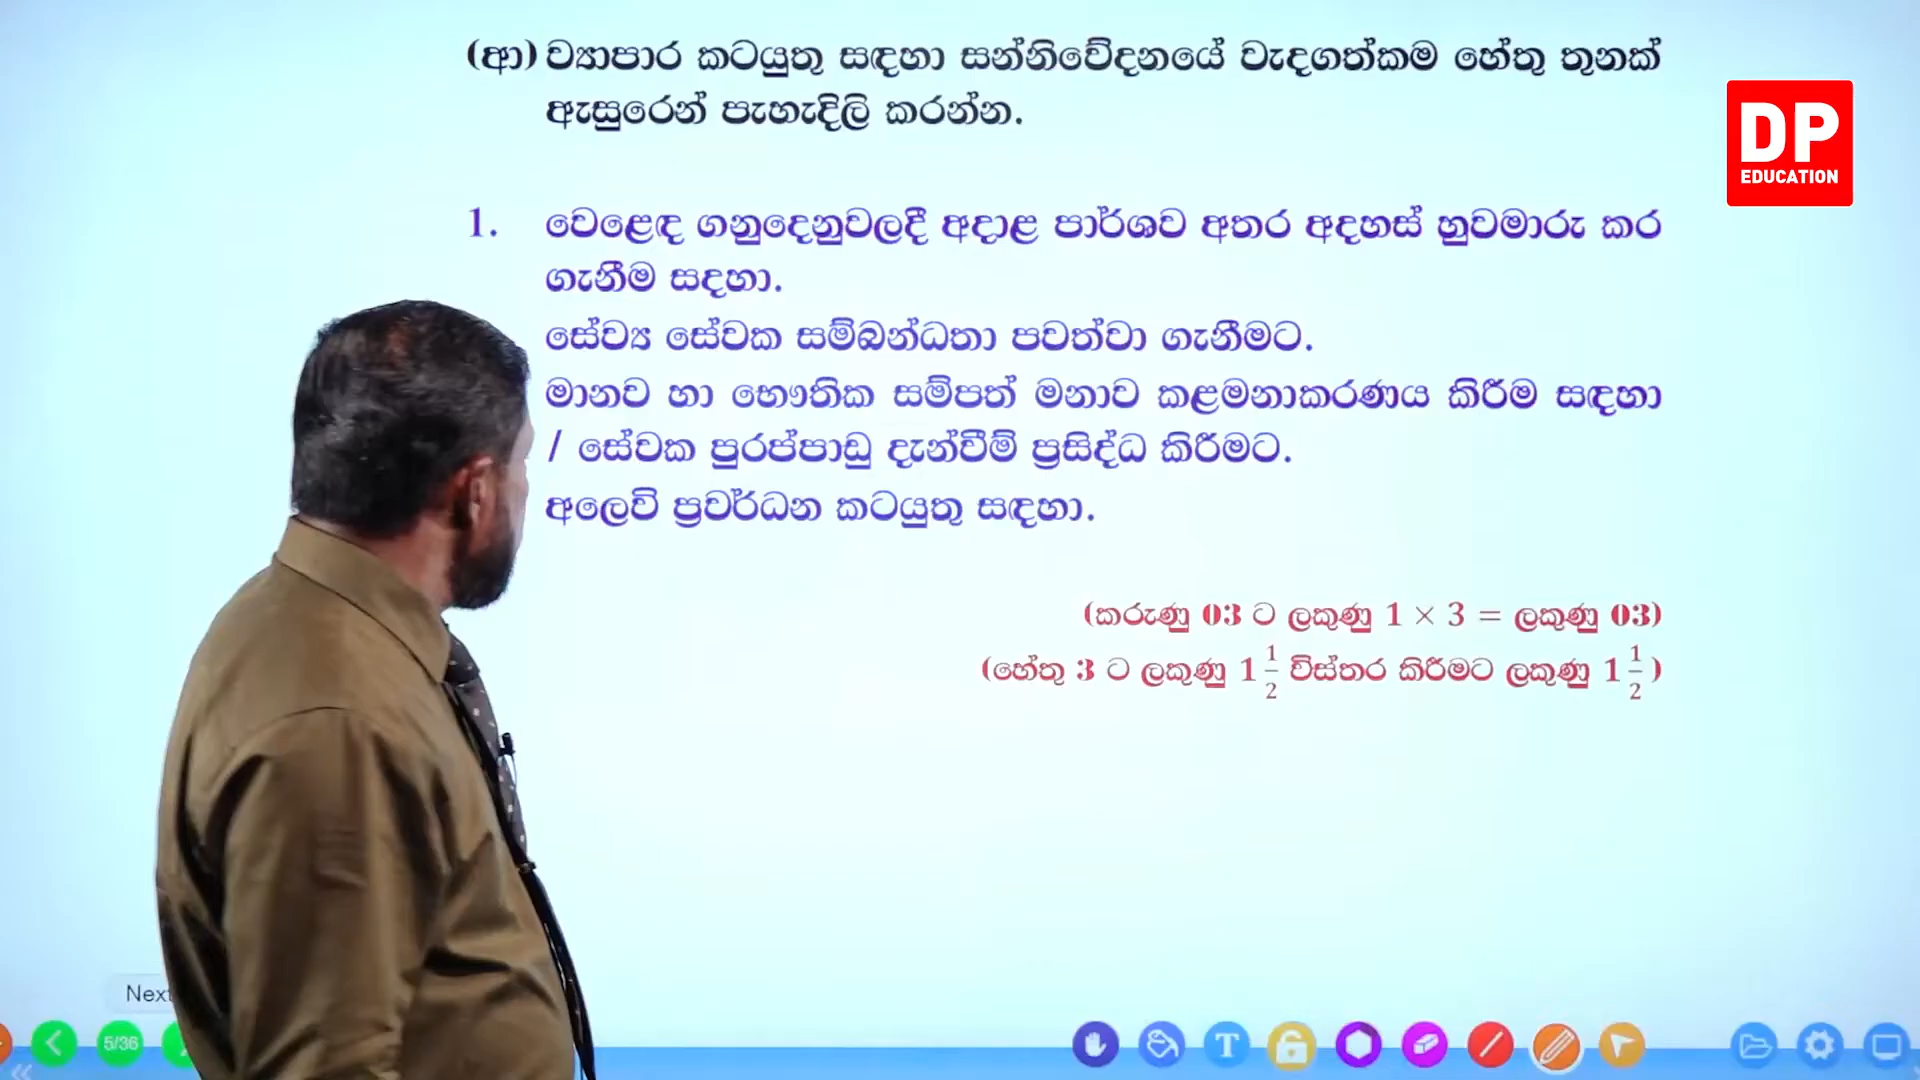 (ආ) ව්‍යාපාර කටයුතු සඳහා සන්නිවේදනයේ වැදගත්කම හේතු තුනක්
ඇසුරෙන් පැහැදිලි කරන්න.
DP
EDUCATION
1. වෙළෙඳ ගනුදෙනුවලදී අදාළ පාර්ශව අතර අදහස් හුවමාරු කර
ගැනීම සදහා.
සේව්‍ය සේවක සම්බන්ධතා පවත්වා ගැනීමට.
මානව හා භෞතික සම්පත් මනාව කළමනාකරණය කිරීම සඳහා
/ සේවක පුරප්පාඩු දැන්වීම් ප්‍රසිද්ධ කිරීමට.
අලෙවි ප්‍රවර්ධන කටයුතු සඳහා.
(කරුණු 03 ට ලකුණු 1 × 3 = ලකුණු 03)
(හේතු 3 ට ලකුණු 1 1/2 විස්තර කිරීමට ලකුණු 1 1/2)
Next
5/36
T